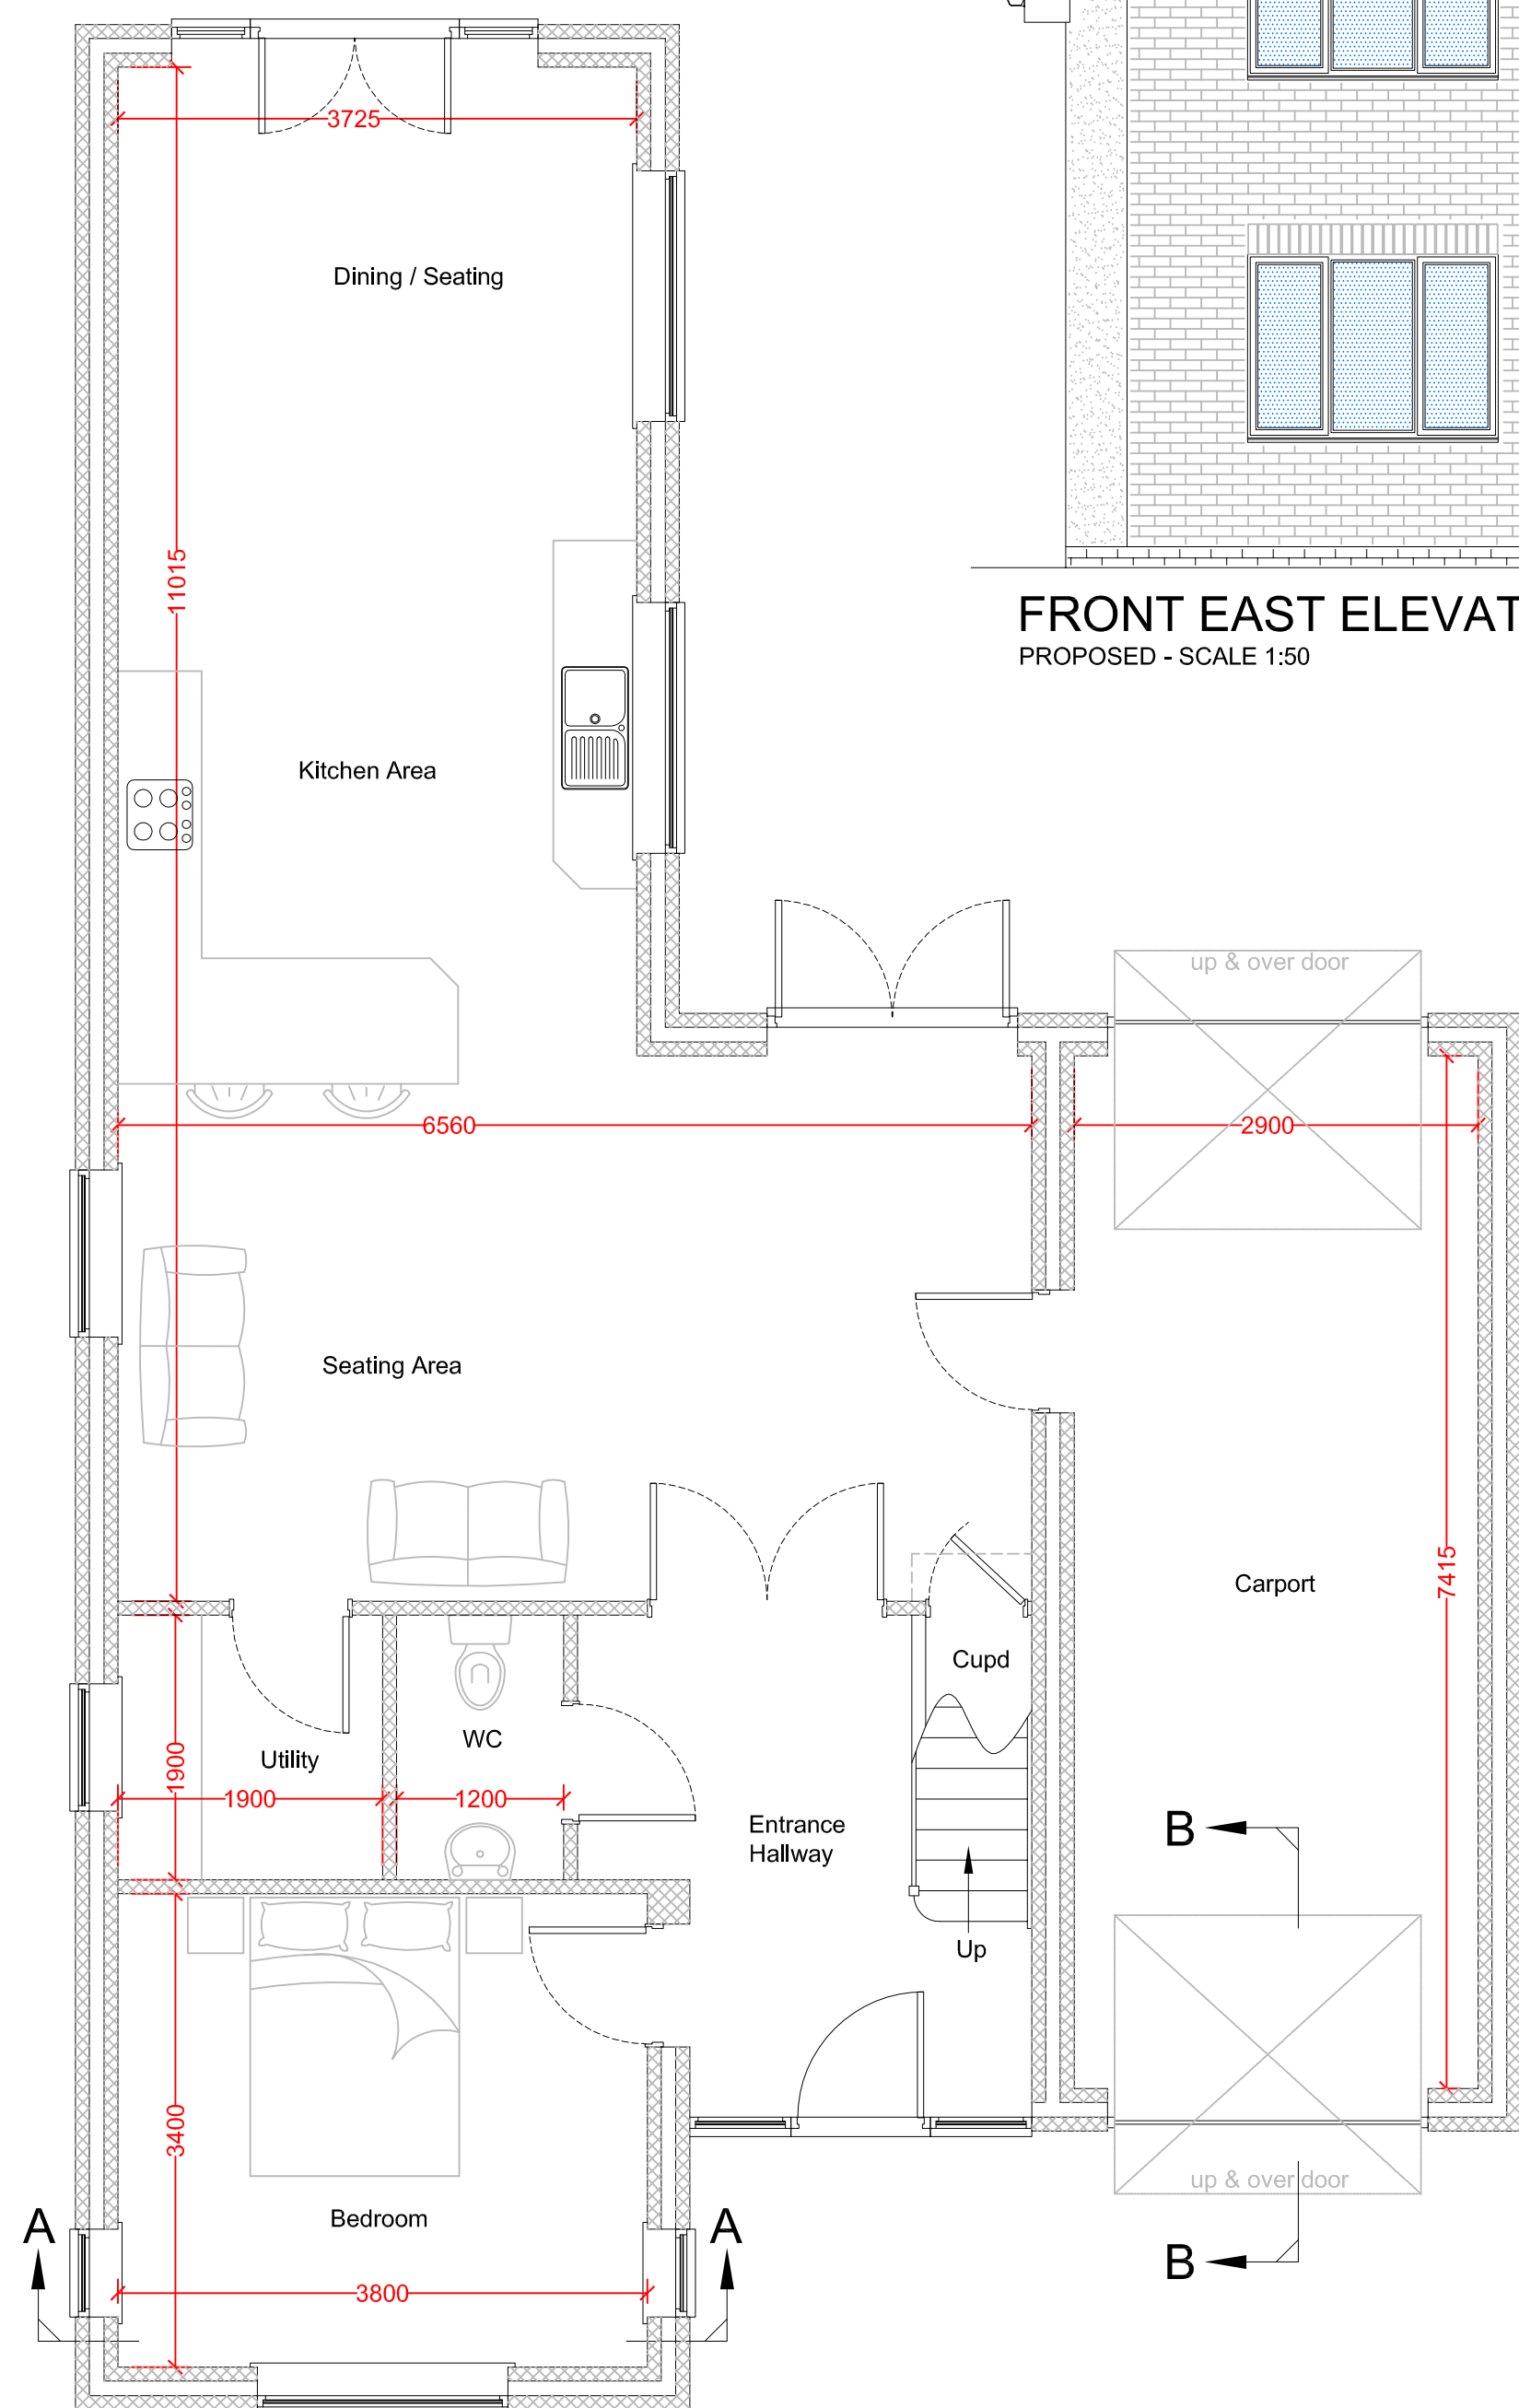 3725
Dining / Seating
11015
FRONT EAST ELEVAT
PROPOSED - SCALE 1:50
Kitchen Area
up & over door
6560
2900
Seating Area
7415
Carport
Cupd
WC
Utility
1900
1900
1200
Entrance
Hallway
B
Up
3400
up & over door
Bedroom
A
A
B
3800